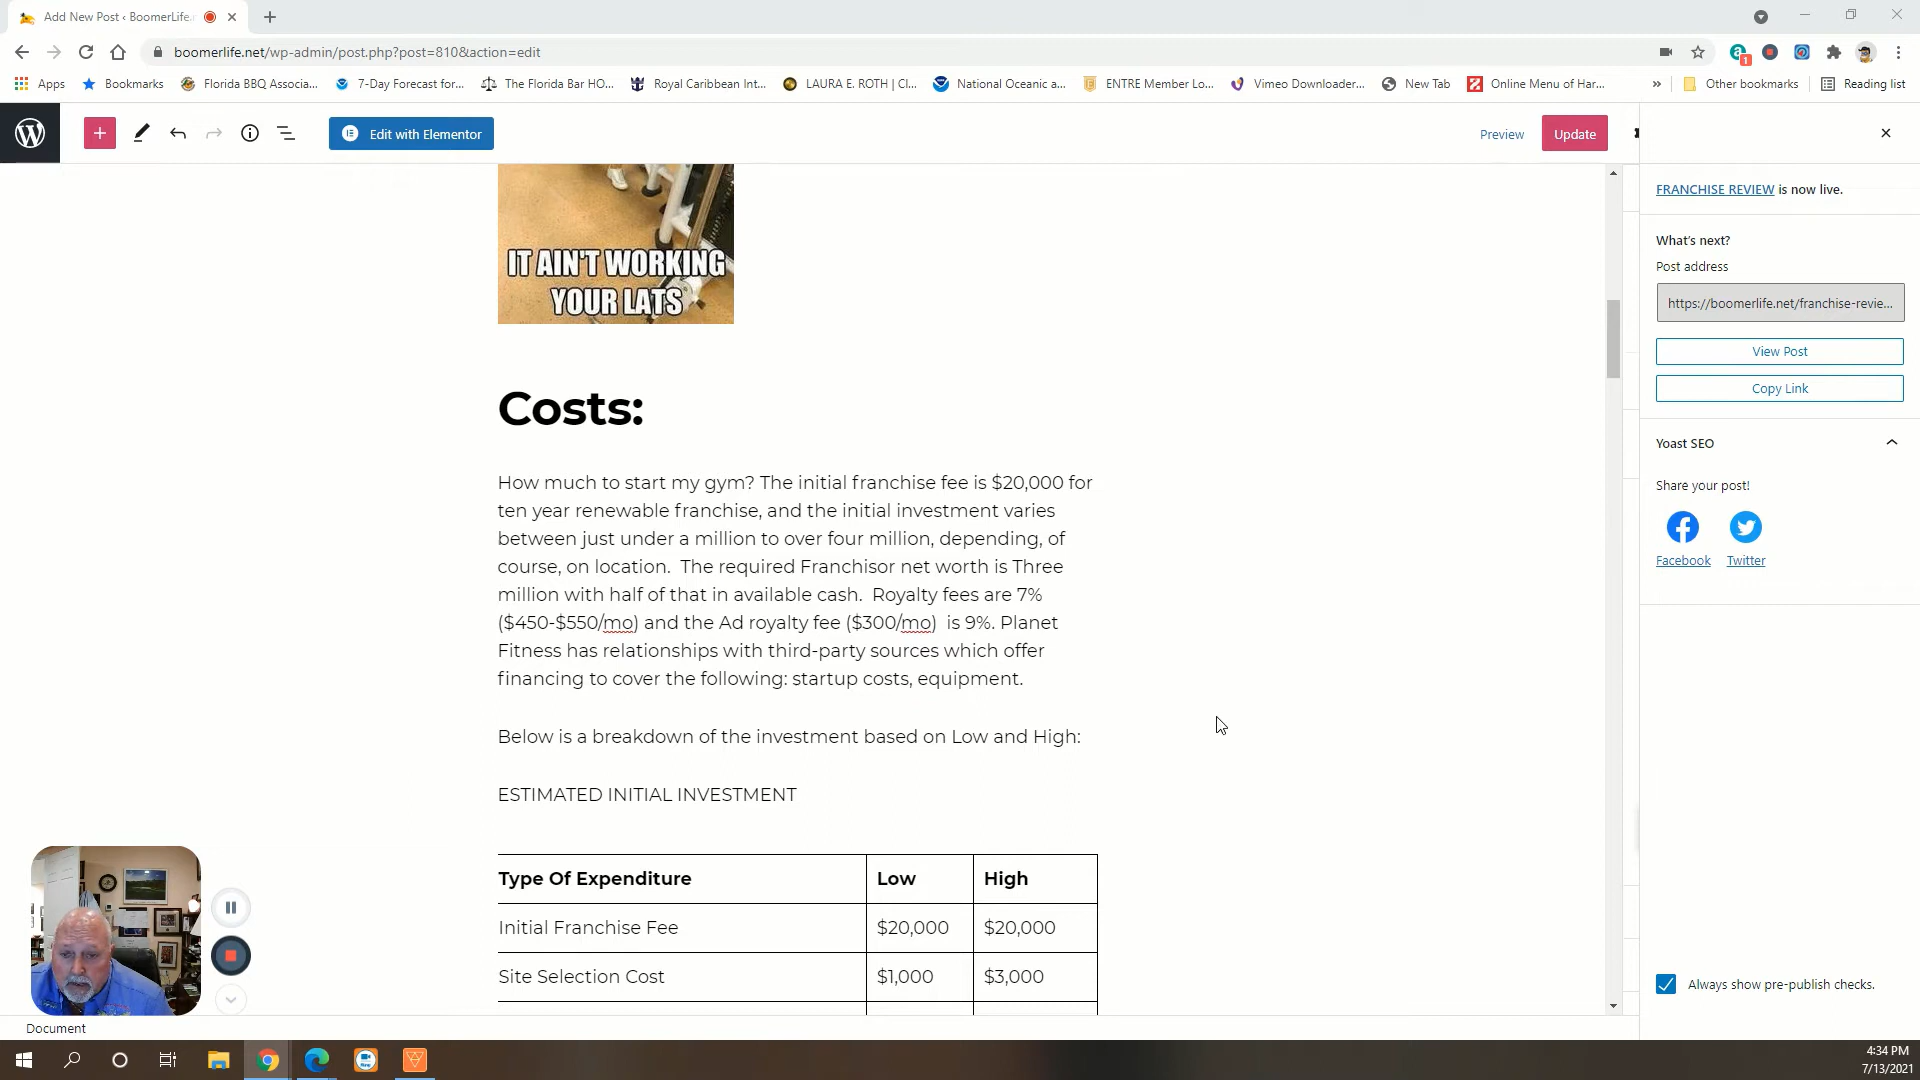 Add New Post ‹ BoomerLife.
boomerlife.net/wp-admin/post.php?post=810&action=edit
1
Apps
Bookmarks
Florida BBQ Associa...
7-Day Forecast for...
The Florida Bar HO...
Royal Caribbean Int...
LAURA E. ROTH | Cl...
National Oceanic a...
ENTRE Member Lo...
Vimeo Downloader...
New Tab
Online Menu of Har...
»
Other bookmarks
Reading list
Edit with Elementor
Preview
Update
IT AIN'T WORKING
YOUR LATS
Costs:
How much to start my gym? The initial franchise fee is $20,000 for
ten year renewable franchise, and the initial investment varies
between just under a million to over four million, depending, of
course, on location.  The required Franchisor net worth is Three
million with half of that in available cash.  Royalty fees are 7%
($450-$550/mo) and the Ad royalty fee ($300/mo)  is 9%. Planet
Fitness has relationships with third-party sources which offer
financing to cover the following: startup costs, equipment.
Below is a breakdown of the investment based on Low and High:
ESTIMATED INITIAL INVESTMENT
Type Of Expenditure Low High
Initial Franchise Fee $20,000 $20,000
Site Selection Cost $1,000 $3,000
FRANCHISE REVIEW is now live.
What's next?
Post address
https://boomerlife.net/franchise-revie...
View Post
Copy Link
Yoast SEO
Share your post!
Facebook
Twitter
Always show pre-publish checks.
Document
4:34 PM
7/13/2021